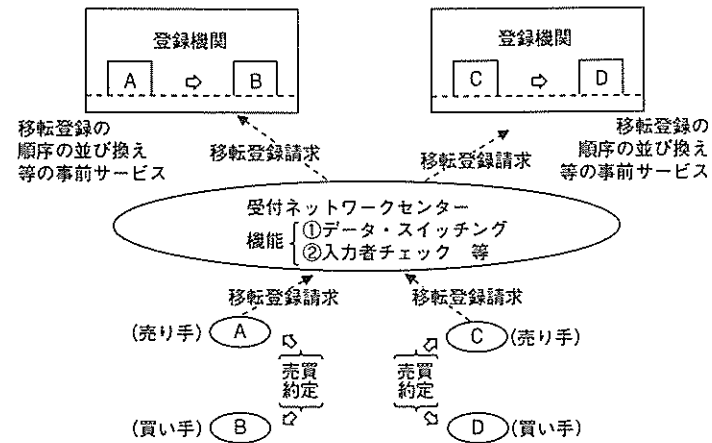 登録機関
A ⇨ B
登録機関
C ⇨ D
移転登録の
順序の並び換え
等の事前サービス
移転登録の
順序の並び換え
等の事前サービス
移転登録請求
移転登録請求
受付ネットワークセンター
機能
①データ・スイッチング
②入力者チェック 等
移転登録請求
移転登録請求
(売り手) A
C (売り手)
売買
約定
売買
約定
(買い手) B
D (買い手)